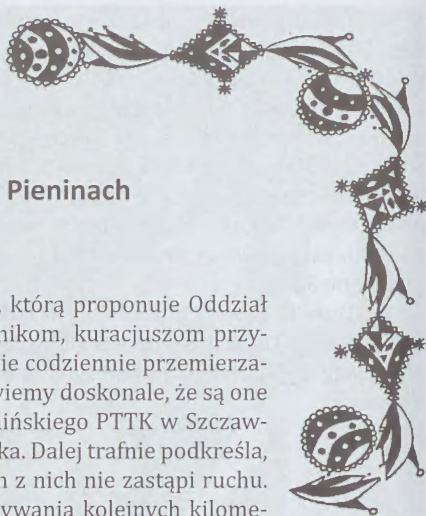 Pieninach
, którą proponuje Oddział
nikom, kuracjuszom przy-
ie codziennie przemierza-
wiemy doskonale, że są one
ińskiego PTTK w Szczaw-
ka. Dalej trafnie podkreśla,
z nich nie zastąpi ruchu.
ywania kolejnych kilome-